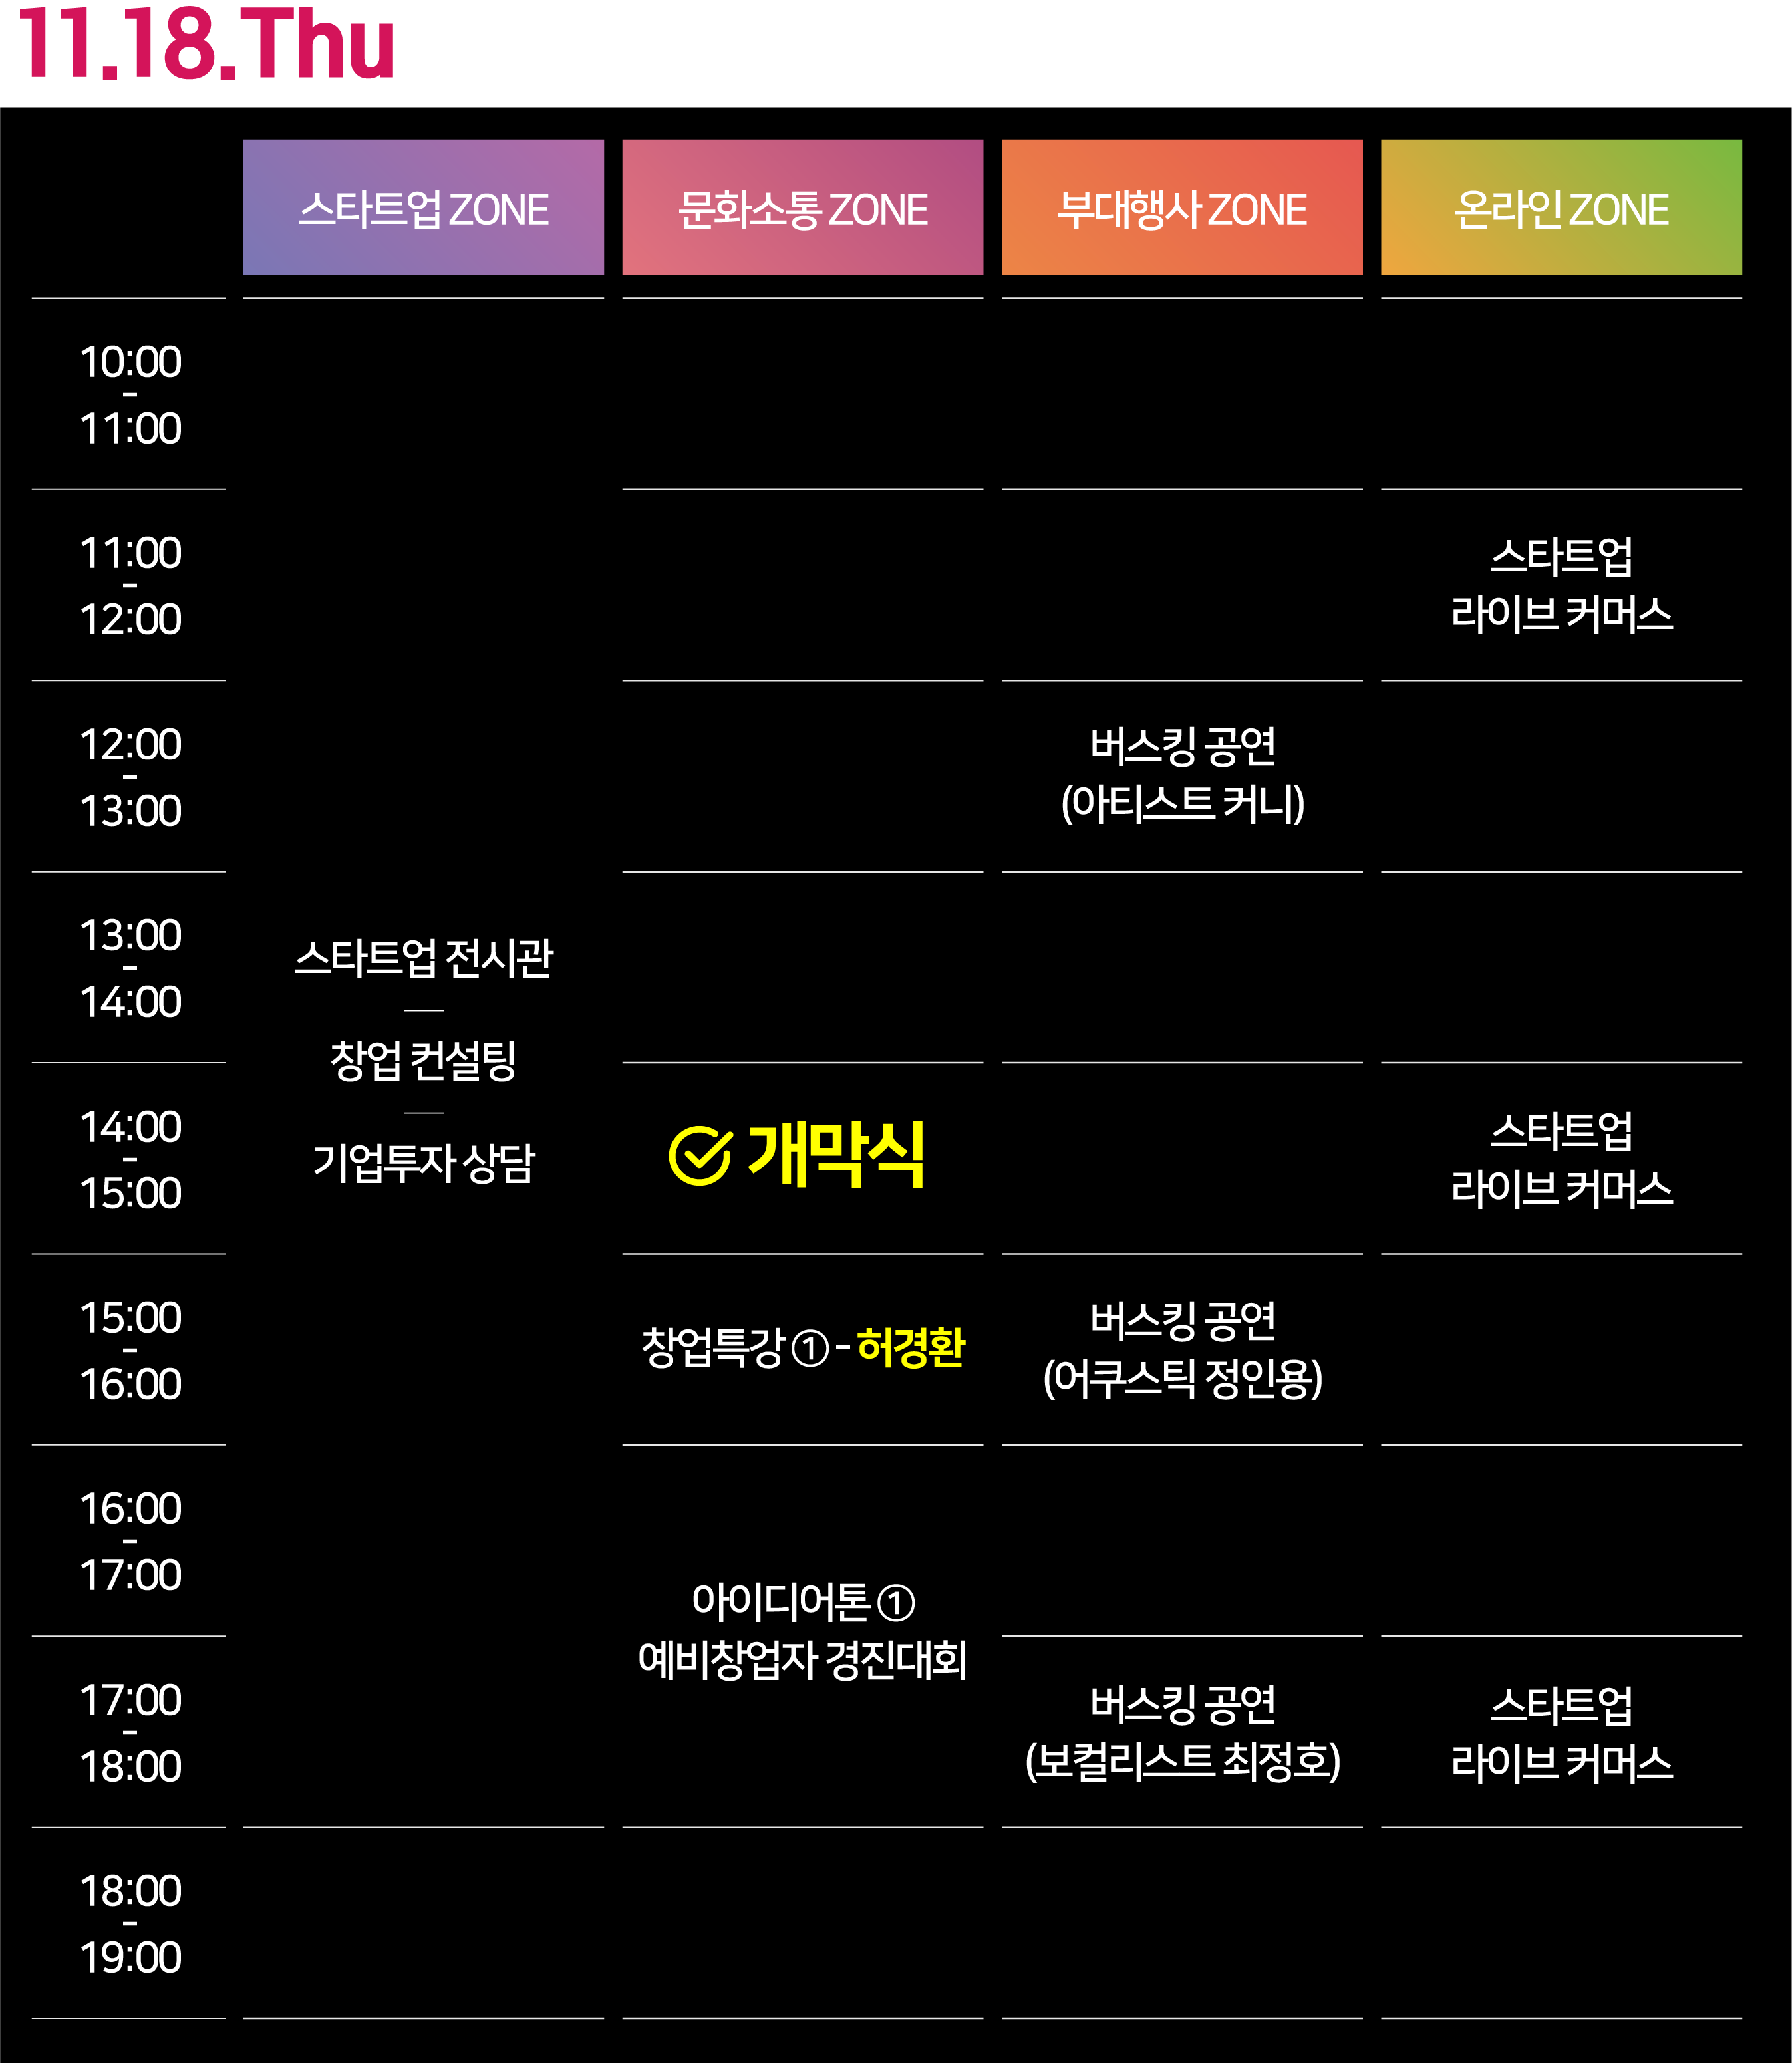 11.18.Thu
스타트업 ZONE
문화소통 ZONE
부대행사 ZONE
온라인 ZONE
10:00
-
11:00
11:00
-
12:00
스타트업
라이브 커머스
12:00
-
13:00
버스킹 공연
(아티스트 커니)
13:00
-
14:00
스타트업 전시관
창업 컨설팅
기업투자 상담
14:00
-
15:00
개막식
스타트업
라이브 커머스
15:00
-
16:00
창업특강 ① - 허경환
버스킹 공연
(어쿠스틱 정인용)
16:00
-
17:00
아이디어톤 ①
예비창업자 경진대회
17:00
-
18:00
버스킹 공연
(보컬리스트 최정호)
스타트업
라이브 커머스
18:00
-
19:00